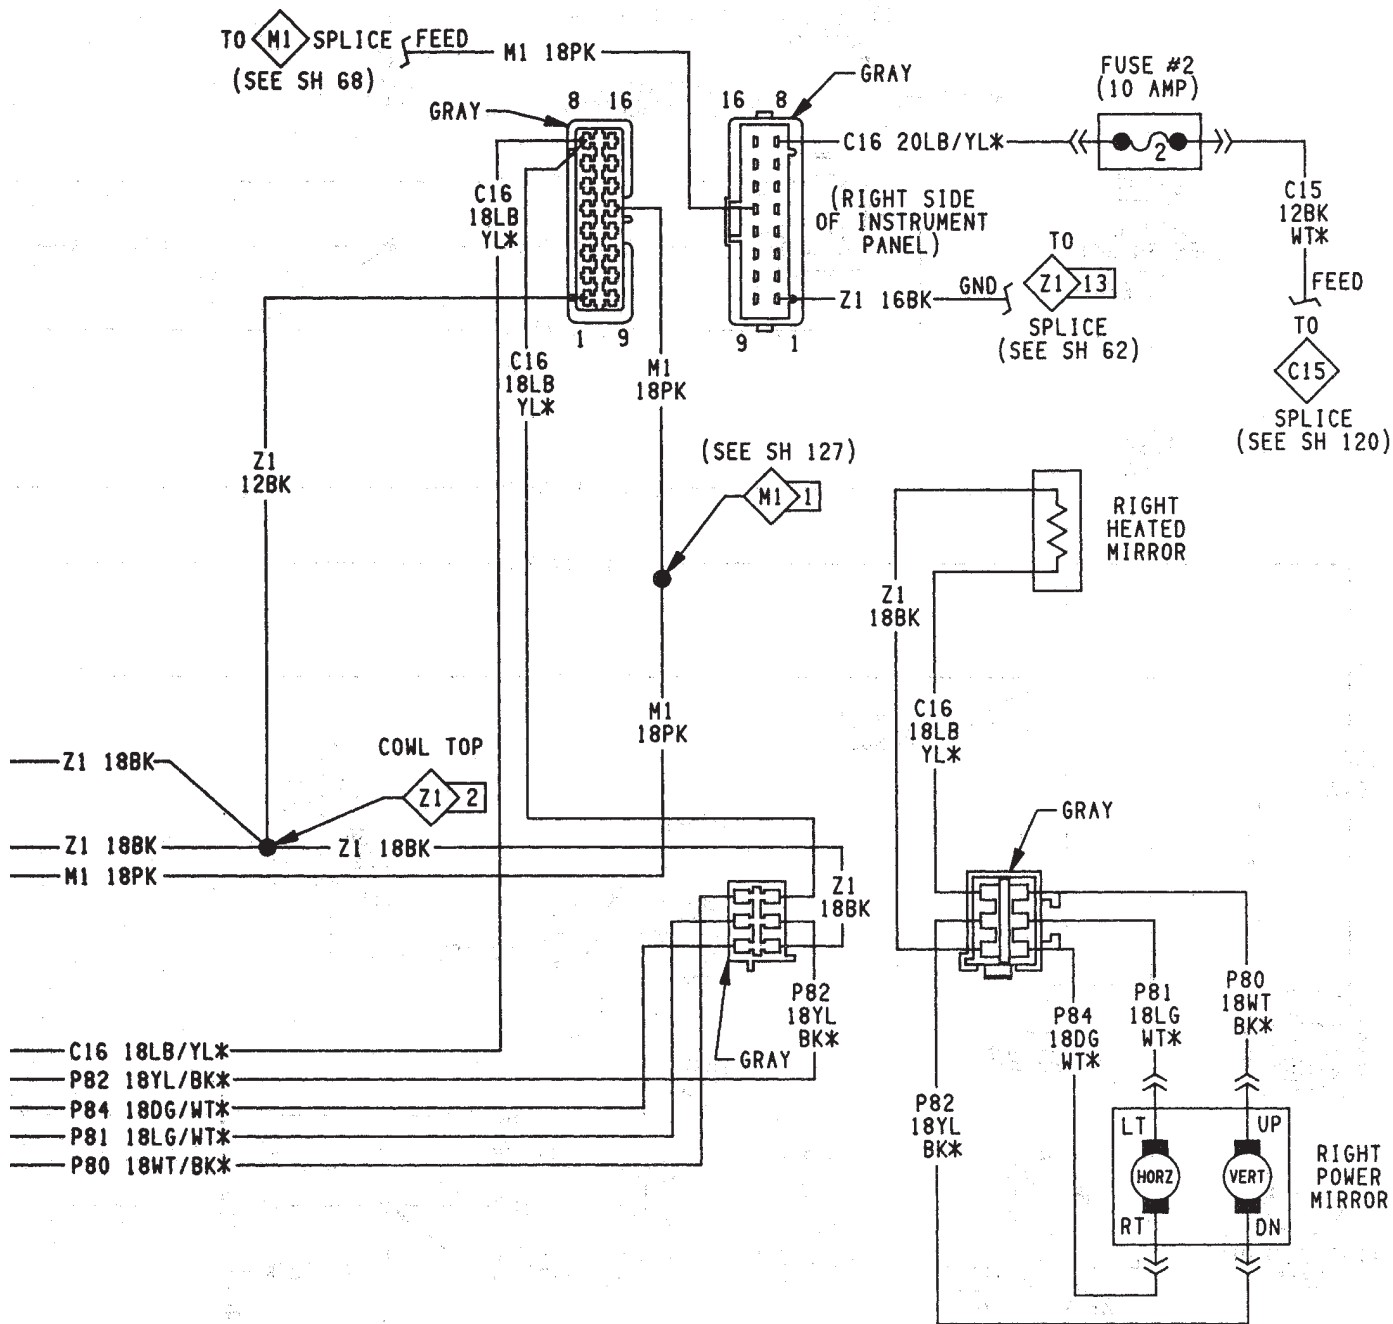 TO M1 SPLICE FEED
(SEE SH 68)
M1 18PK
GRAY
8 16
16 8
GRAY
FUSE #2
(10 AMP)
2
C16 20LB/YL*
C15
12BK
WT*
FEED
TO
C15
SPLICE
(SEE SH 120)
(RIGHT SIDE
OF INSTRUMENT
PANEL)
C16
18LB
YL*
TO
Z1 13
GND
Z1 16BK
SPLICE
(SEE SH 62)
1 9
9 1
C16
18LB
YL*
M1
18PK
Z1
12BK
(SEE SH 127)
M1 1
RIGHT
HEATED
MIRROR
Z1
18BK
C16
18LB
YL*
M1
18PK
COWL TOP
Z1 2
Z1 18BK
Z1 18BK
Z1 18BK
M1 18PK
Z1
18BK
GRAY
P82
18YL
BK*
GRAY
C16 18LB/YL*
P82 18YL/BK*
P84 18DG/WT*
P81 18LG/WT*
P80 18WT/BK*
P84
18DG
WT*
P81
18LG
WT*
P80
18WT
BK*
P82
18YL
BK*
LT UP
HORZ VERT
RT DN
RIGHT
POWER
MIRROR